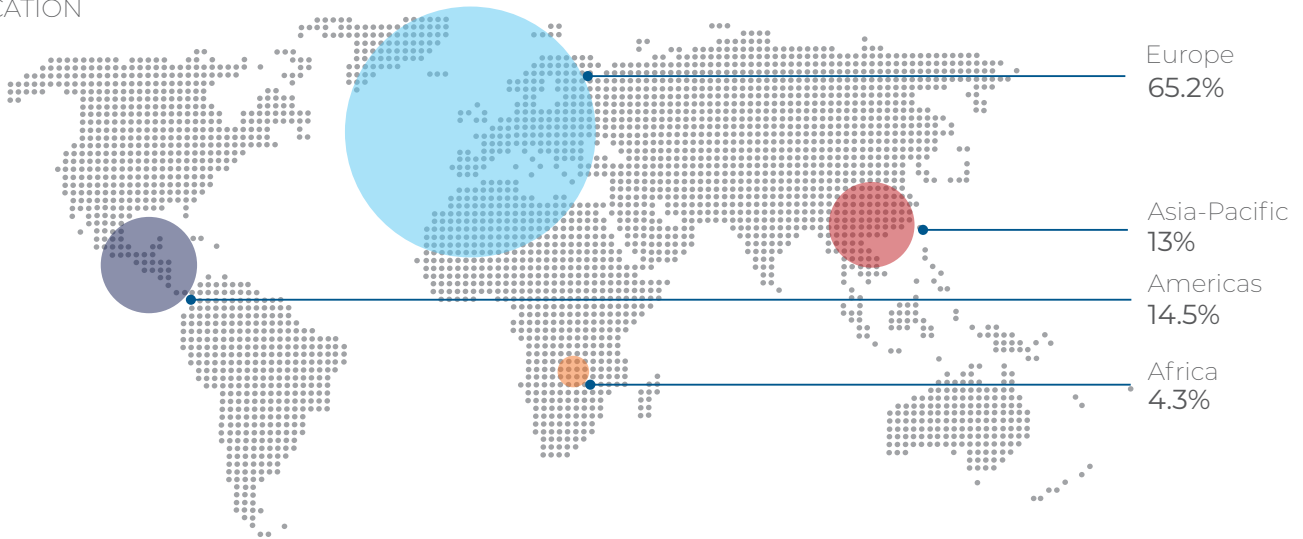 CATION
Europe
65.2%
Asia-Pacific
13%
Americas
14.5%
Africa
4.3%